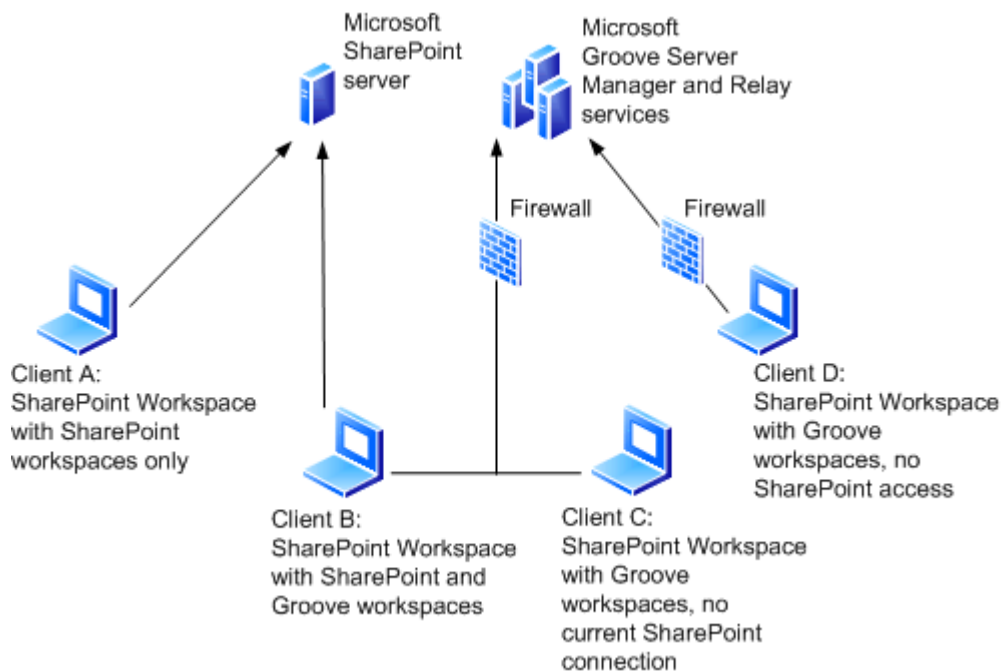 Microsoft
SharePoint
server
Microsoft
Groove Server
Manager and Relay
services
Firewall
Firewall
Client A:
SharePoint Workspace
with SharePoint
workspaces only
Client D:
SharePoint Workspace
with Groove
workspaces, no
SharePoint access
Client B:
SharePoint Workspace
with SharePoint and
Groove workspaces
Client C:
SharePoint Workspace
with Groove
workspaces, no
current SharePoint
connection